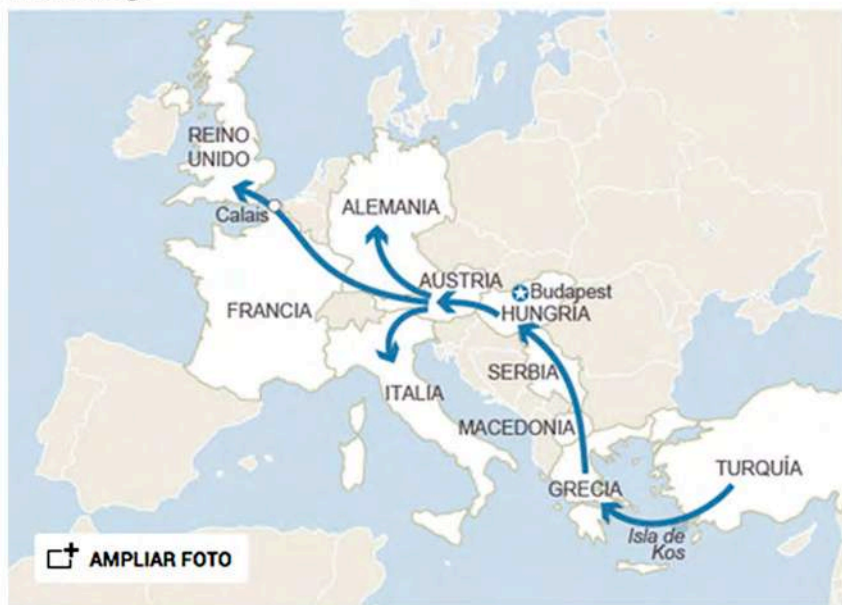 REINO
UNIDO
Calais
ALEMANIA
AUSTRIA
Budapest
HUNGRÍA
FRANCIA
SERBIA
ITALIA
MACEDONIA
GRECIA
TURQUÍA
Isla de
Kos
AMPLIAR FOTO